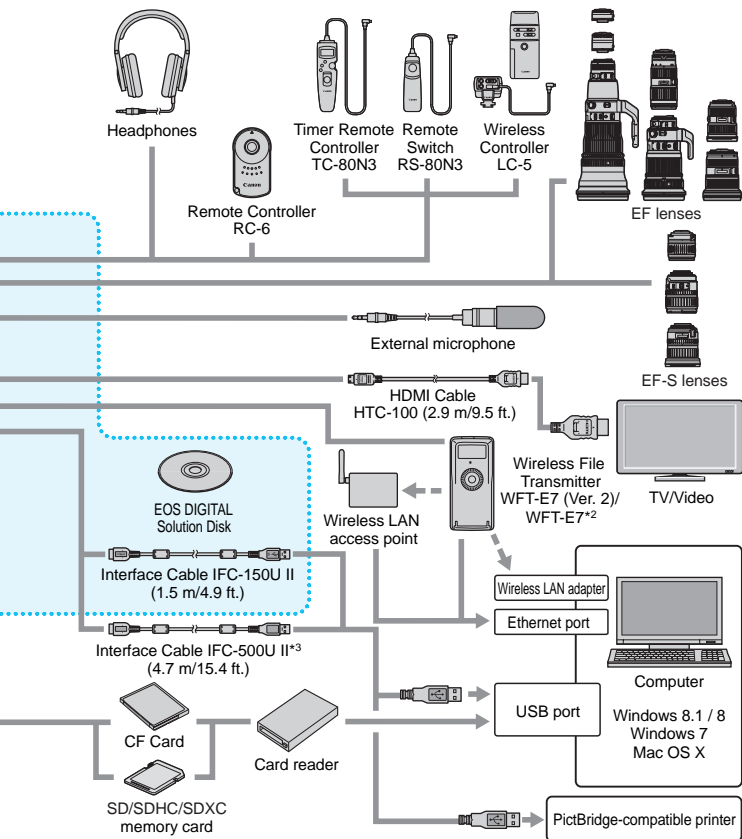 Headphones
Timer Remote
Controller
TC-80N3
Remote
Switch
RS-80N3
Wireless
Controller
LC-5
Canon
Remote Controller
RC-6
EF lenses
External microphone
EF-S lenses
HDMI Cable
HTC-100 (2.9 m/9.5 ft.)
TV/Video
Wireless File
Transmitter
WFT-E7 (Ver. 2)/
WFT-E7*2
Wireless LAN
access point
EOS DIGITAL
Solution Disk
Interface Cable IFC-150U II
(1.5 m/4.9 ft.)
Wireless LAN adapter
Ethernet port
Interface Cable IFC-500U II*3
(4.7 m/15.4 ft.)
Computer
Windows 8.1 / 8
Windows 7
Mac OS X
USB port
CF Card
Card reader
SD/SDHC/SDXC
memory card
PictBridge-compatible printer